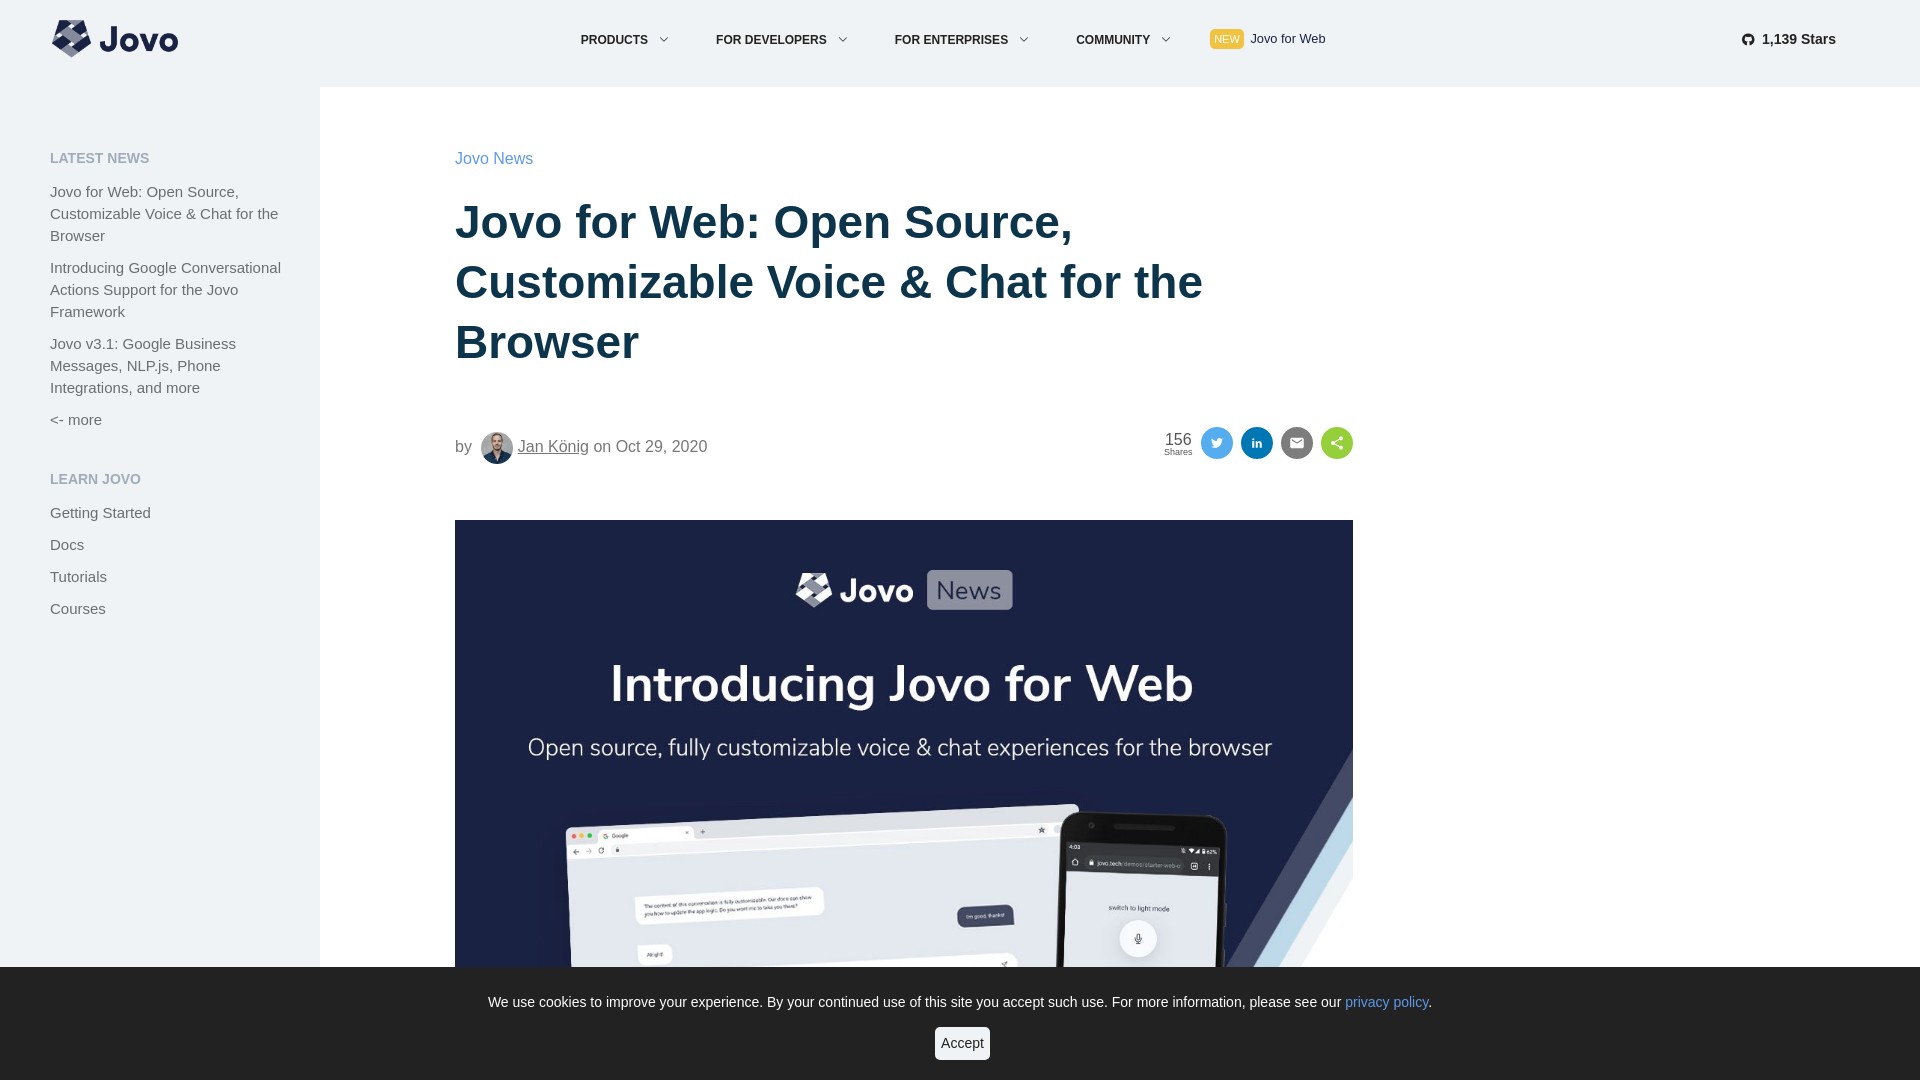 Jovo
PRODUCTS
FOR DEVELOPERS
FOR ENTERPRISES
COMMUNITY
NEW Jovo for Web
1,139 Stars
LATEST NEWS
Jovo for Web: Open Source,
Customizable Voice & Chat for the
Browser
Introducing Google Conversational
Actions Support for the Jovo
Framework
Jovo v3.1: Google Business
Messages, NLP.js, Phone
Integrations, and more
<- more
LEARN JOVO
Getting Started
Docs
Tutorials
Courses
Jovo News
Jovo for Web: Open Source,
Customizable Voice & Chat for the
Browser
by Jan König on Oct 29, 2020
156
Shares
Jovo News
Introducing Jovo for Web
Open source, fully customizable voice & chat experiences for the browser
Google
The content of this conversation is fully customizable. Our docs can show
you how to update the app logic. Do you want me to take you there?
I'm good, thanks!
Alright!
4:03
62%
jovo.tech/demos/starter-web-o
switch to light mode
We use cookies to improve your experience. By your continued use of this site you accept such use. For more information, please see our privacy policy.
Accept